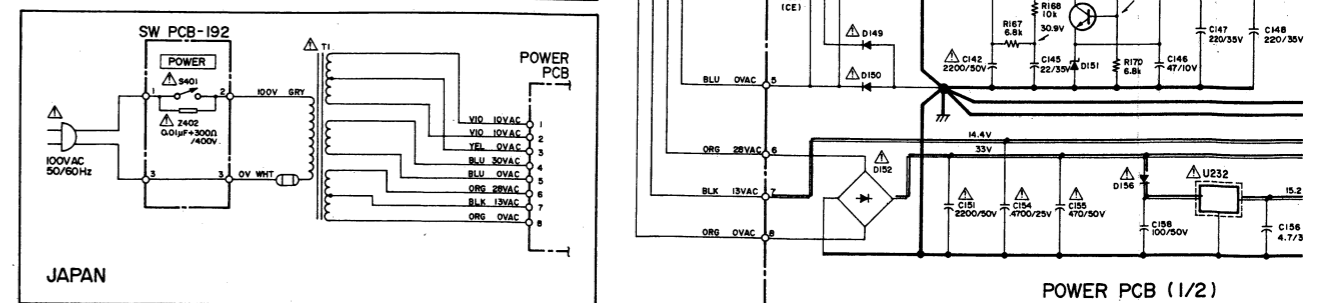 SW PCB-192
POWER
S401
1
2
Z402
0.01μF+300Ω
/400V
100VAC
50/60Hz
3
3
100V GRY
0V WHT
T1
POWER
PCB
VIO 10VAC 1
VIO 10VAC 2
YEL 0VAC 3
BLU 30VAC 4
BLU 0VAC 5
ORG 28VAC 6
BLK 13VAC 7
ORG 0VAC 8
JAPAN
(CE)
D149
D150
BLU 0VAC 5
R168
10k
R167
6.8k
30.9V
C142
2200/50V
C145
22/35V
D151
R170
6.8k
C146
47/10V
C147
220/35V
C148
220/35V
14.4V
33V
ORG 28VAC 6
D152
BLK 13VAC 7
ORG 0VAC 8
C151
2200/50V
C154
4700/25V
C155
470/50V
D156
U232
15.2
C158
100/50V
C156
4.7/3
POWER PCB (1/2)